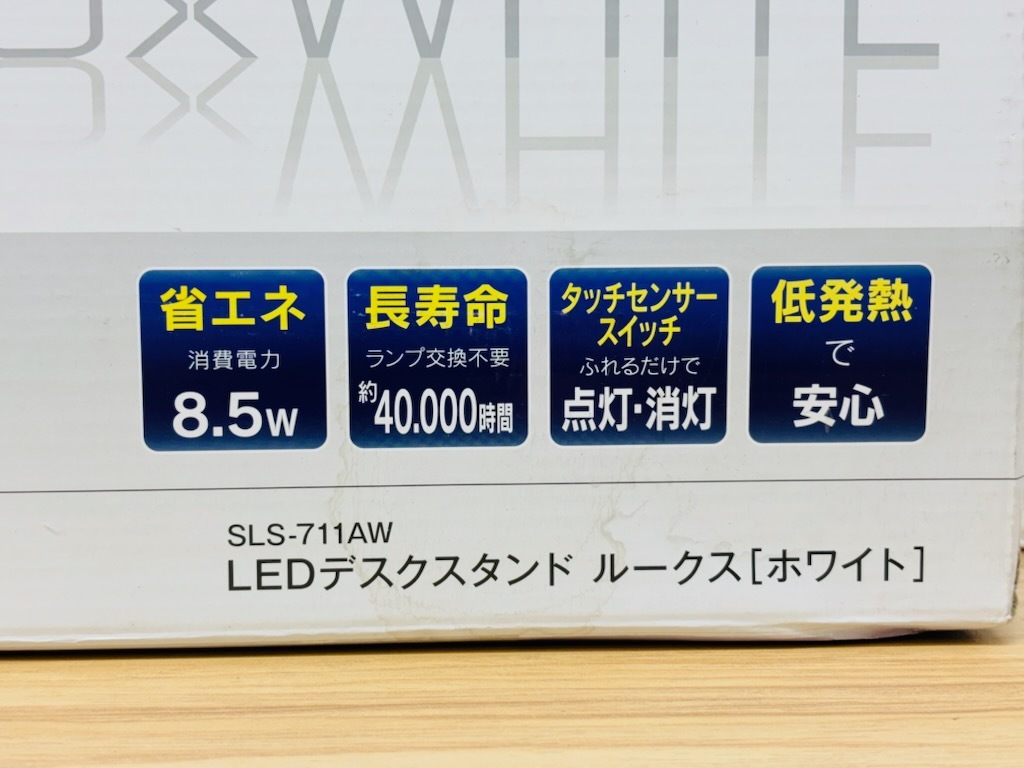 WHITE
省エネ
消費電力
8.5W
長寿命
ランプ交換不要
約40.000時間
タッチセンサー
スイッチ
ふれるだけで
点灯・消灯
低発熱
で
安心
SLS-711AW
LEDデスクスタンド ルークス[ホワイト]